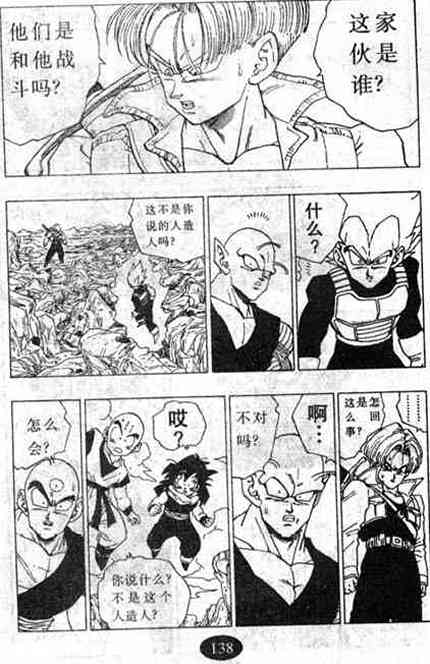 这家
伙是
谁?
他们是
和他战
斗吗?
什么?
这不是你
说的人造
人吗?
………
这是怎
么回
事?
啊…
不对
吗?
哎
?
你说什么?
不是这个
人造人?
怎么
会?
138